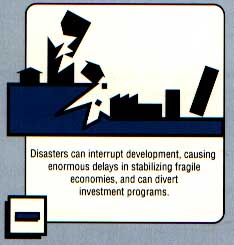 Disasters can interrupt development, causing
enormous delays in stabilizing fragile
economies, and can divert
investment programs.